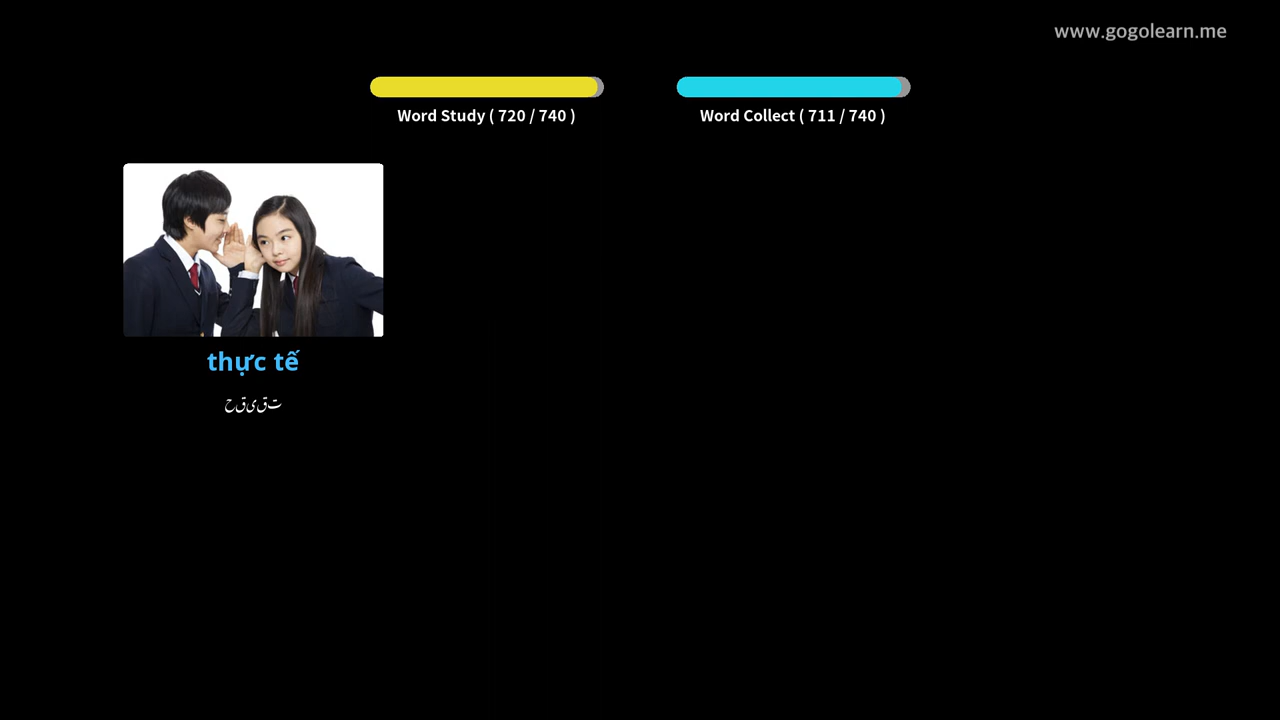 www.gogolearn.me
Word Study ( 720 / 740 )
Word Collect ( 711 / 740 )
thực tế
حقیقت